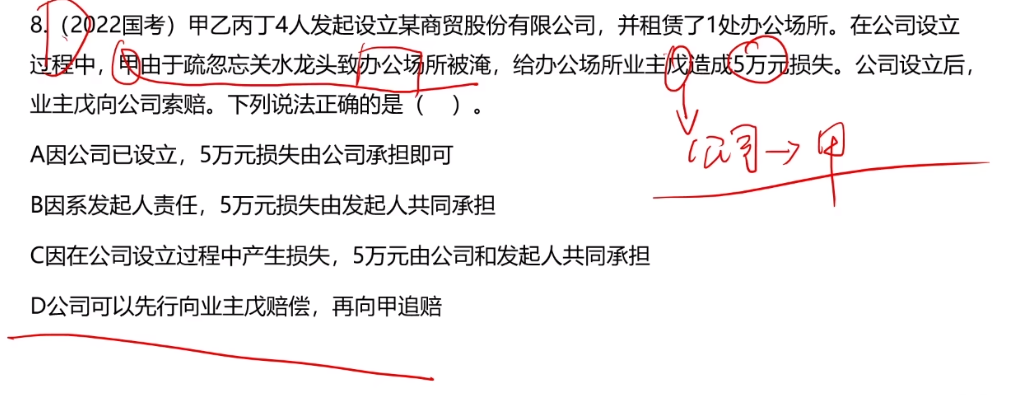 8.（2022国考）甲乙丙丁4人发起设立某商贸股份有限公司，并租赁了1处办公场所。在公司设立
过程中，甲由于疏忽忘关水龙头致办公场所被淹，给办公场所业主戊造成5万元损失。公司设立后，
业主戊向公司索赔。下列说法正确的是（　）。
公司→甲
A因公司已设立，5万元损失由公司承担即可
B因系发起人责任，5万元损失由发起人共同承担
C因在公司设立过程中产生损失，5万元由公司和发起人共同承担
D公司可以先行向业主戊赔偿，再向甲追赔